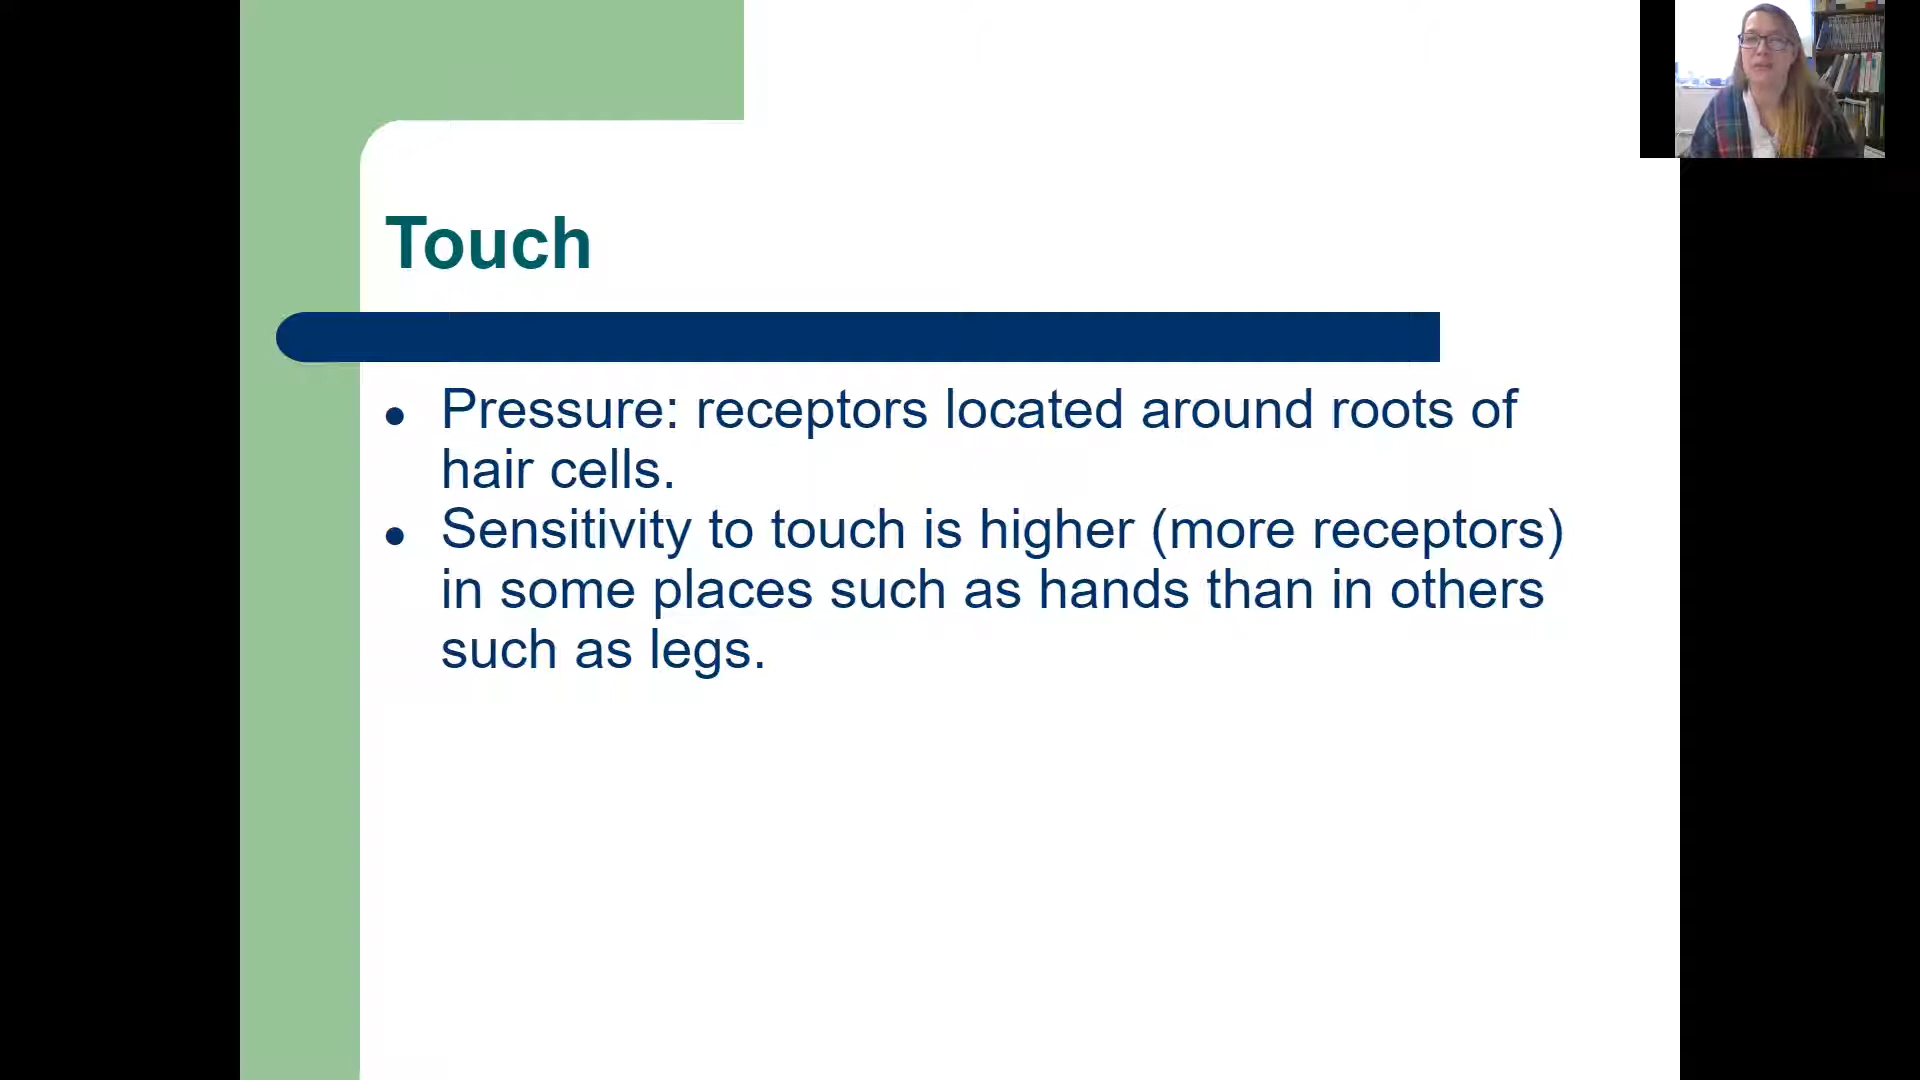 Touch
Pressure: receptors located around roots of
hair cells.
Sensitivity to touch is higher (more receptors)
in some places such as hands than in others
such as legs.